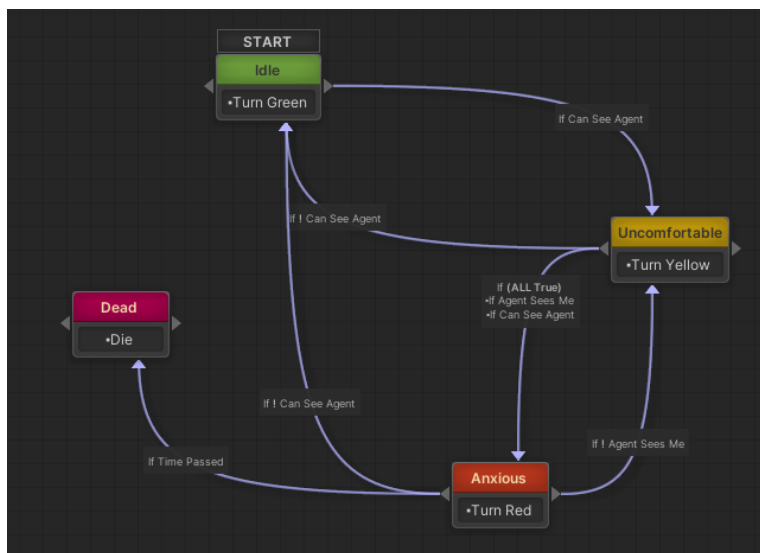 START
Idle
•Turn Green
If Can See Agent
If ! Can See Agent
Uncomfortable
•Turn Yellow
If (ALL True)
•If Agent Sees Me
•If Can See Agent
Dead
•Die
If ! Can See Agent
If ! Agent Sees Me
If Time Passed
Anxious
•Turn Red